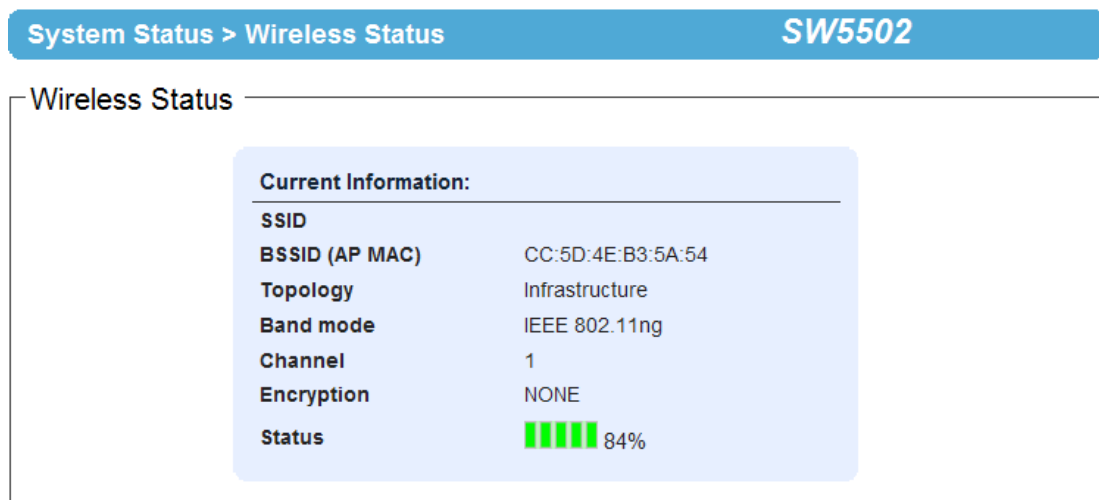 System Status > Wireless Status SW5502
Wireless Status
Current Information:
SSID
BSSID (AP MAC) CC:5D:4E:B3:5A:54
Topology Infrastructure
Band mode IEEE 802.11ng
Channel 1
Encryption NONE
Status 84%